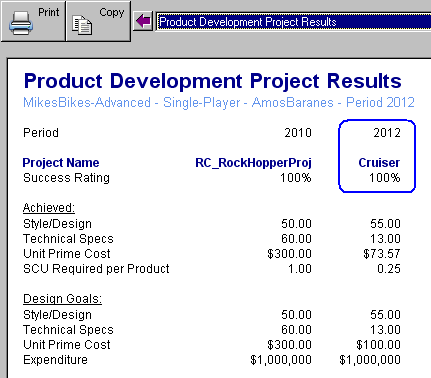 Print
Copy
Product Development Project Results
Product Development Project Results
MikesBikes-Advanced - Single-Player - AmosBaranes - Period 2012
Period 2010 2012
Project Name RC_RockHopperProj Cruiser
Success Rating 100% 100%
Achieved:
Style/Design 50.00 55.00
Technical Specs 60.00 13.00
Unit Prime Cost $300.00 $73.57
SCU Required per Product 1.00 0.25
Design Goals:
Style/Design 50.00 55.00
Technical Specs 60.00 13.00
Unit Prime Cost $300.00 $100.00
Expenditure $1,000,000 $1,000,000